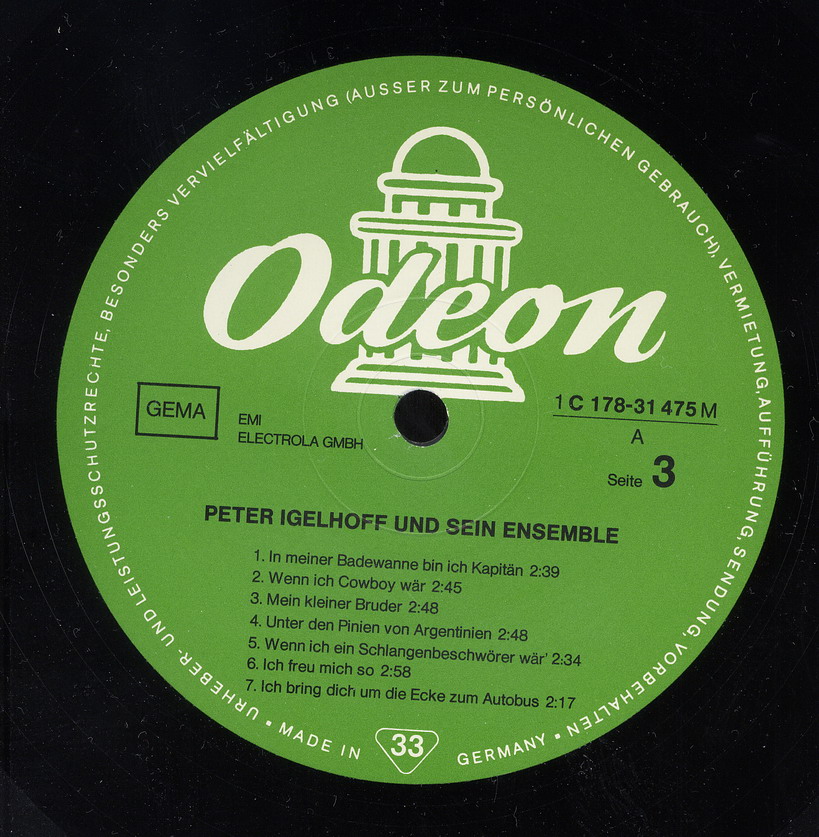 URHEBER- UND LEISTUNGSSCHUTZRECHTE, BESONDERS VERVIELFÄLTIGUNG (AUSSER ZUM PERSÖNLICHEN GEBRAUCH), VERMIETUNG, AUFFÜHRUNG, SENDUNG, VORBEHALTEN
Odeon
GEMA
EMI
ELECTROLA GMBH
1 C 178-31 475 M
A
Seite 3
PETER IGELHOFF UND SEIN ENSEMBLE
1. In meiner Badewanne bin ich Kapitän 2:39
2. Wenn ich Cowboy wär 2:45
3. Mein kleiner Bruder 2:48
4. Unter den Pinien von Argentinien 2:48
5. Wenn ich ein Schlangenbeschwörer wär' 2:34
6. Ich freu mich so 2:58
7. Ich bring dich um die Ecke zum Autobus 2:17
▪ MADE IN 33 GERMANY ▪